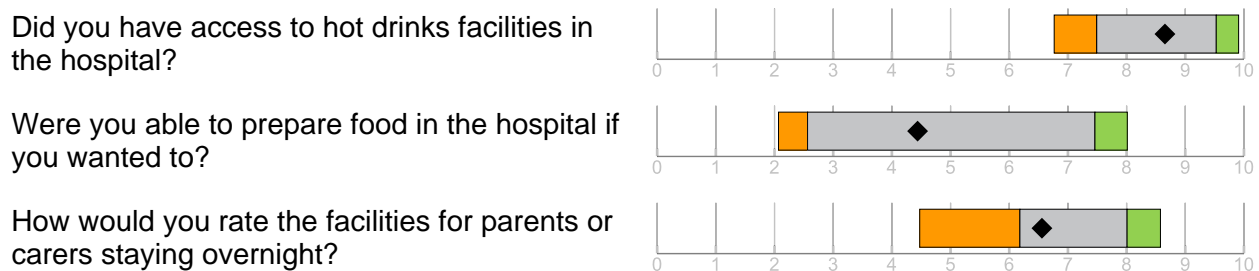 Did you have access to hot drinks facilities in
the hospital?
0 1 2 3 4 5 6 7 8 9 10
Were you able to prepare food in the hospital if
you wanted to?
0 1 2 3 4 5 6 7 8 9 10
How would you rate the facilities for parents or
carers staying overnight?
0 1 2 3 4 5 6 7 8 9 10